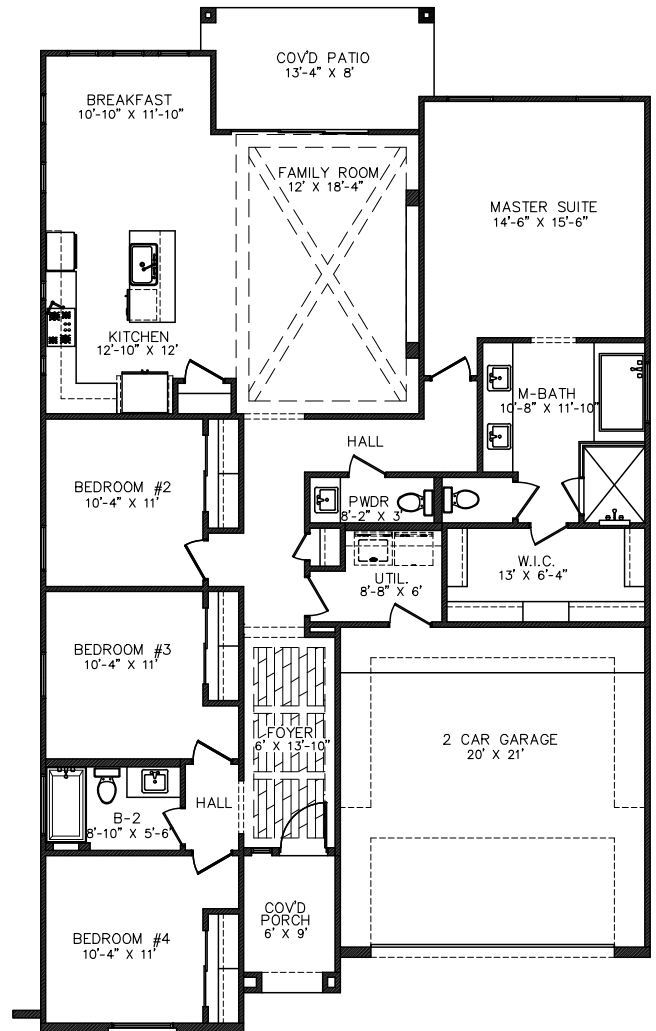 COV'D PATIO
13'-4" X 8'
BREAKFAST
10'-10" X 11'-10"
FAMILY ROOM
12' X 18'-4"
MASTER SUITE
14'-6" X 15'-6"
KITCHEN
12'-10" X 12'
M-BATH
10'-8" X 11'-10"
HALL
BEDROOM #2
10'-4" X 11'
PWDR
8'-2" X 3'
UTIL.
8'-8" X 6'
W.I.C.
13' X 6'-4"
BEDROOM #3
10'-4" X 11'
FOYER
6' X 13'-10"
2 CAR GARAGE
20' X 21'
HALL
B-2
8'-10" X 5'-6"
COV'D
PORCH
6' X 9'
BEDROOM #4
10'-4" X 11'